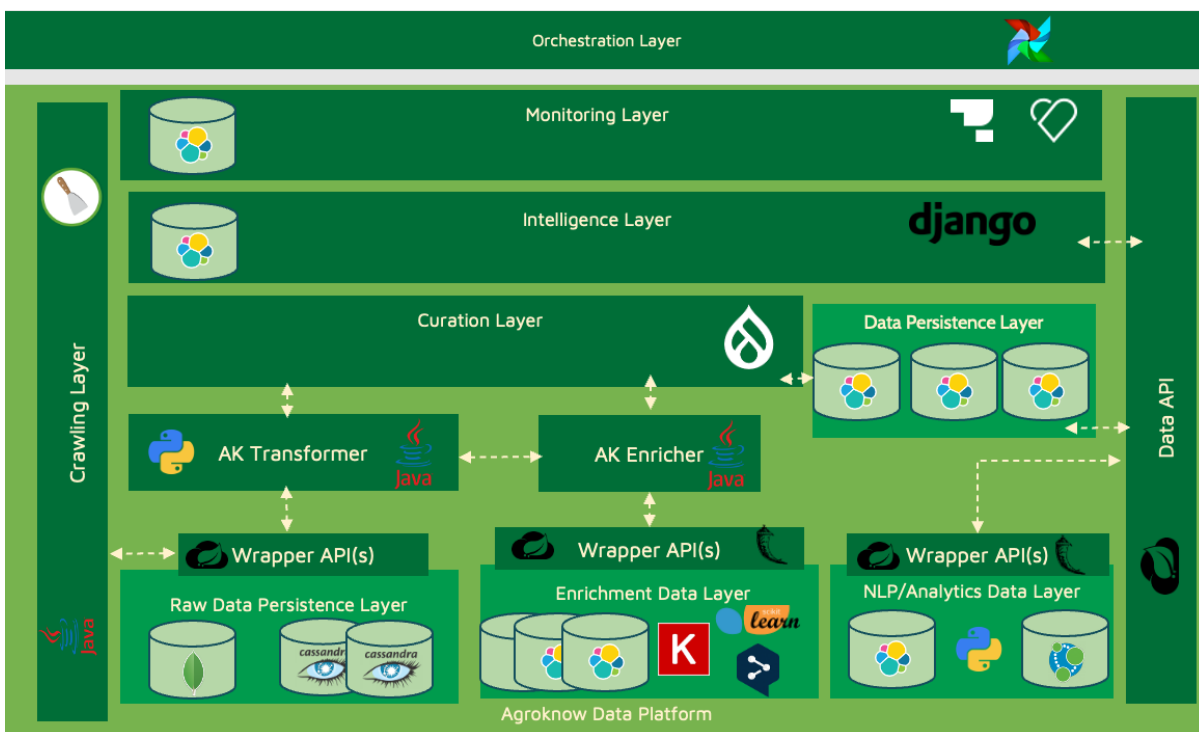 Orchestration Layer
Monitoring Layer
Intelligence Layer
django
Curation Layer
Data Persistence Layer
Crawling Layer
Data API
AK Transformer
Java
AK Enricher
Java
Wrapper API(s)
Wrapper API(s)
Wrapper API(s)
Raw Data Persistence Layer
Enrichment Data Layer
NLP/Analytics Data Layer
Java
cassandra
cassandra
K
scikit
learn
Agroknow Data Platform